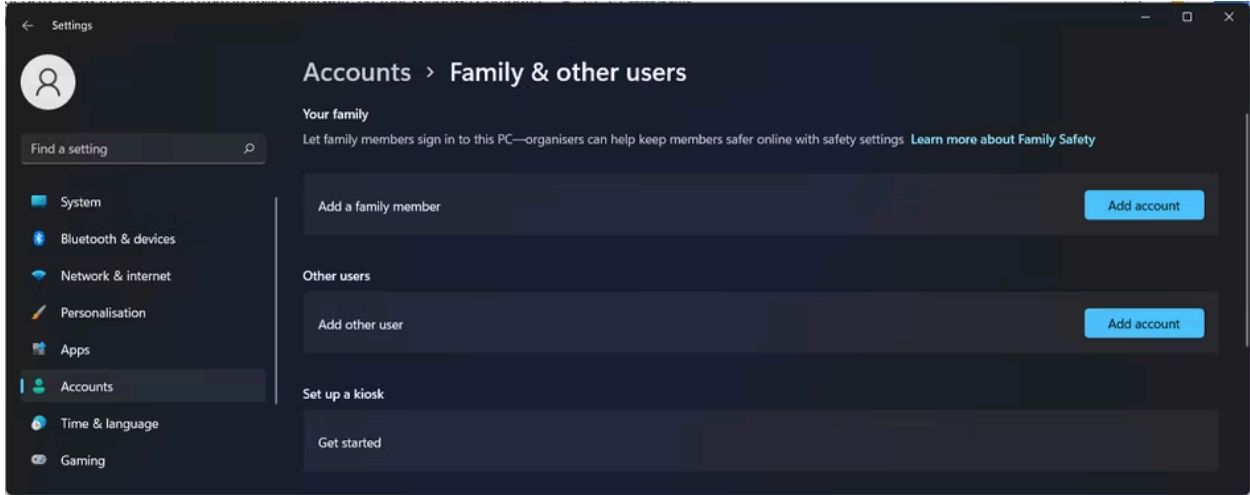 Settings
Find a setting
System
Bluetooth & devices
Network & internet
Personalisation
Apps
Accounts
Time & language
Gaming
Accounts > Family & other users
Your family
Let family members sign in to this PC—organisers can help keep members safer online with safety settings Learn more about Family Safety
Add a family member Add account
Other users
Add other user Add account
Set up a kiosk
Get started